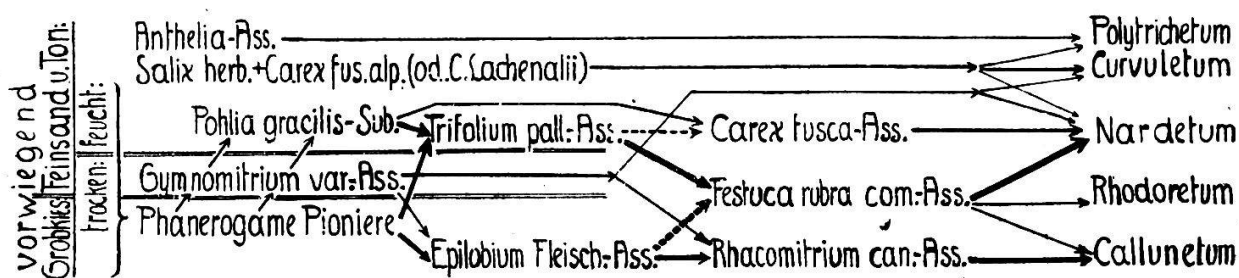 vorwiegend
Grobkies: Feinsand u. Ton:
trocken: feucht:
Anthelia-Ass. Polytrichetum
Salix herb.+Carex fus. alp. (od. C. Lachenalii) Curvuletum
Pohlia gracilis-Sub. Trifolium pall.-Ass. Carex fusca-Ass. Nardetum
Gymnomitrium var.-Ass. Festuca rubra com.-Ass. Rhodoretum
Phanerogame Pioniere Epilobium Fleisch.-Ass. Rhacomitrium can.-Ass. Callunetum